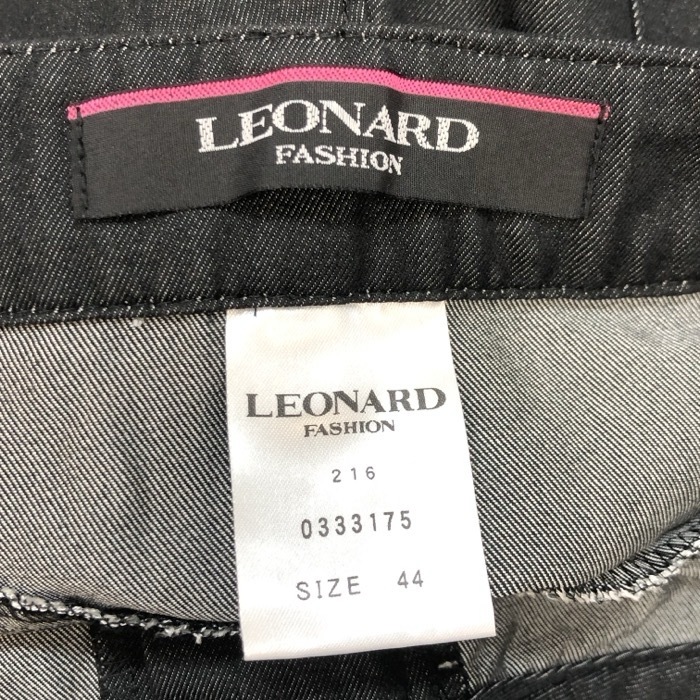 LEONARD
FASHION
LEONARD
FASHION
216
0333175
SIZE 44